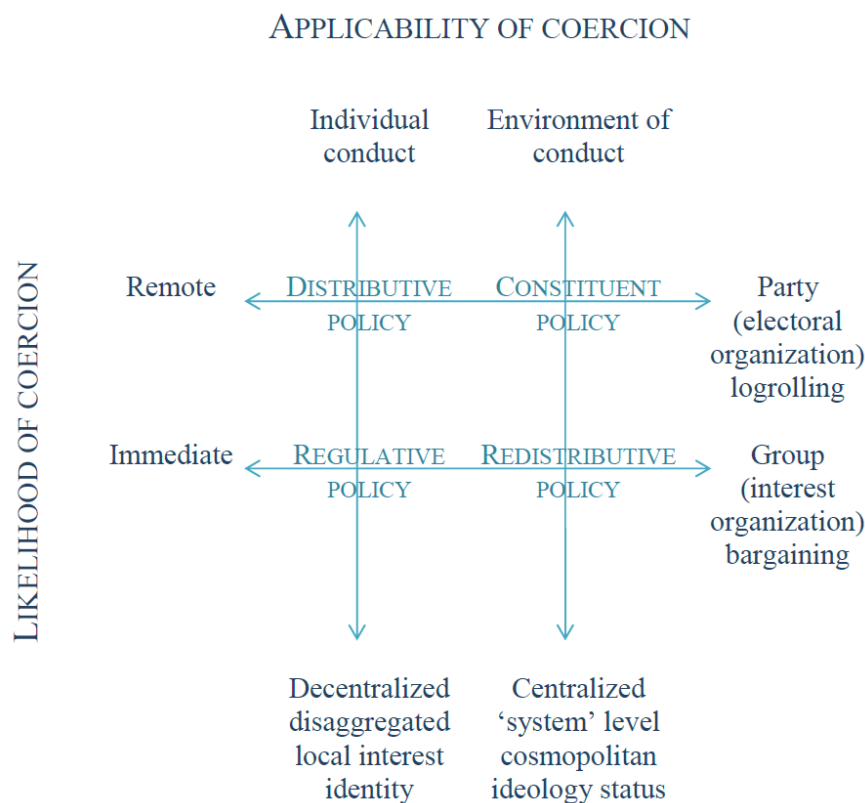 APPLICABILITY OF COERCION
Individual
conduct
Environment of
conduct
LIKELIHOOD OF COERCION
Remote
DISTRIBUTIVE
POLICY
CONSTITUENT
POLICY
Party
(electoral
organization)
logrolling
Immediate
REGULATIVE
POLICY
REDISTRIBUTIVE
POLICY
Group
(interest
organization)
bargaining
Decentralized
disaggregated
local interest
identity
Centralized
‘system’ level
cosmopolitan
ideology status